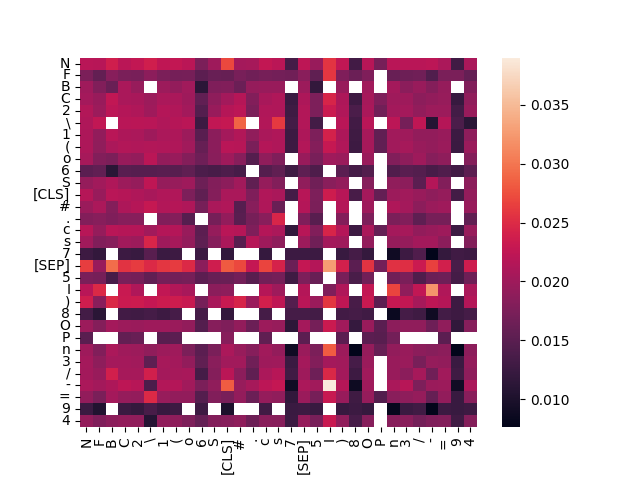 N
F
B
C
2
\
1
(
o
6
S
[CLS]
#
.
c
s
7
[SEP]
5
I
)
8
O
P
n
3
/
-
=
9
4
N F B C 2 \ 1 ( o 6 S [CLS] # . c s 7 [SEP] 5 I ) 8 O P n 3 / - = 9 4
0.035
0.030
0.025
0.020
0.015
0.010